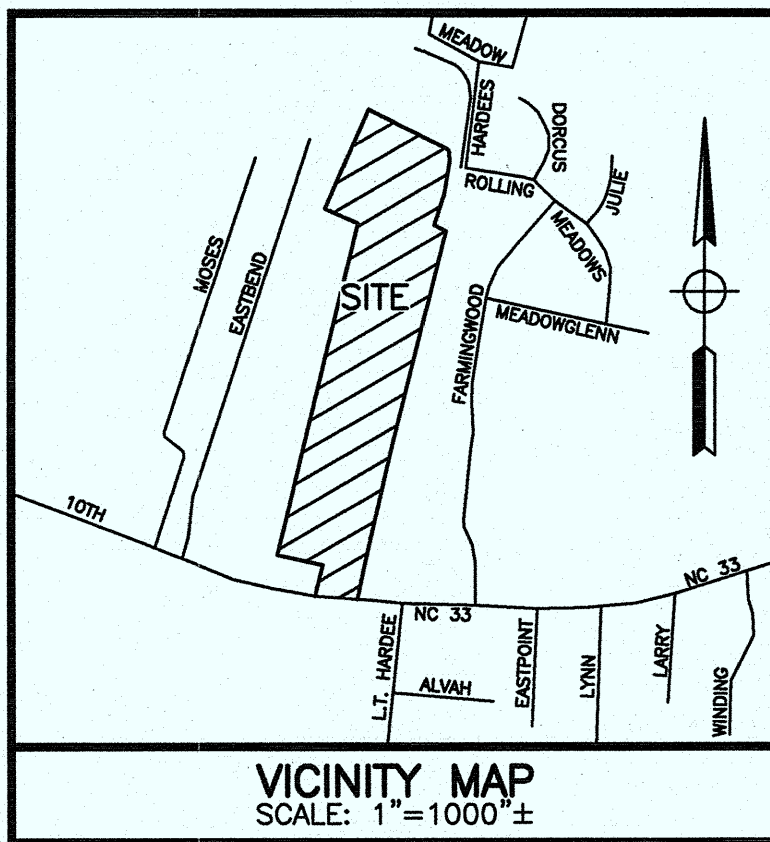 MEADOW
HARDEES
DORCUS
ROLLING
JULIE
MEADOWS
MOSES
EASTBEND
SITE
FARMINGWOOD
MEADOWGLENN
10TH
NC 33
NC 33
L.T. HARDEE
ALVAH
EASTPOINT
LYNN
LARRY
WINDING
VICINITY MAP
SCALE: 1"=1000"±